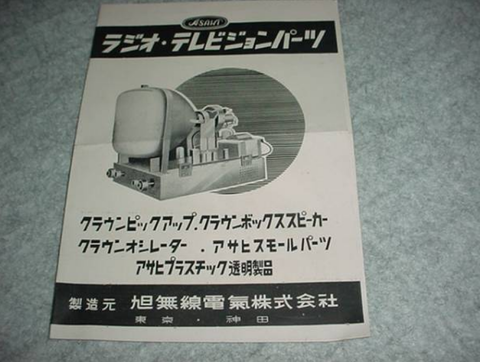 ASAHI
ラジオ・テレビジョンパーツ
クラウンピックアップ.クラウンボックススピーカー
クラウンオシレーター.アサヒスモールパーツ
アサヒプラスチック透明製品
製造元 旭無線電氣株式会社
東京・神田